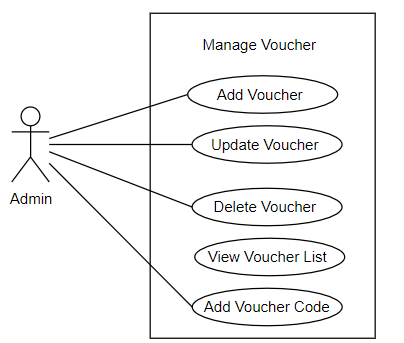 Manage Voucher
Add Voucher
Update Voucher
Admin
Delete Voucher
View Voucher List
Add Voucher Code